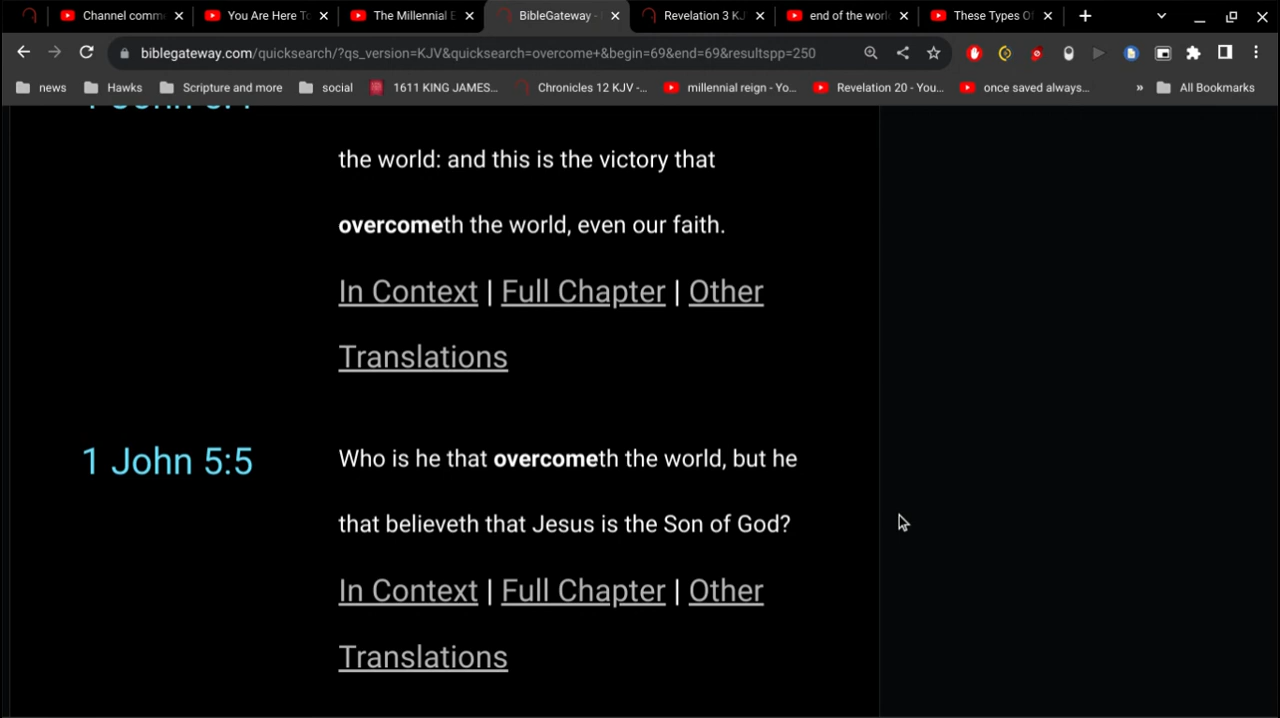 Channel comm
You Are Here To
The Millennial E
BibleGateway -
Revelation 3 KJ
end of the worl
These Types Of
biblegateway.com/quicksearch/?qs_version=KJV&quicksearch=overcome+&begin=69&end=69&resultspp=250
news
Hawks
Scripture and more
social
1611 KING JAMES...
Chronicles 12 KJV -...
millennial reign - Yo...
Revelation 20 - You...
once saved always...
»
All Bookmarks
the world: and this is the victory that
overcometh the world, even our faith.
In Context | Full Chapter | Other
Translations
1 John 5:5
Who is he that overcometh the world, but he
that believeth that Jesus is the Son of God?
In Context | Full Chapter | Other
Translations